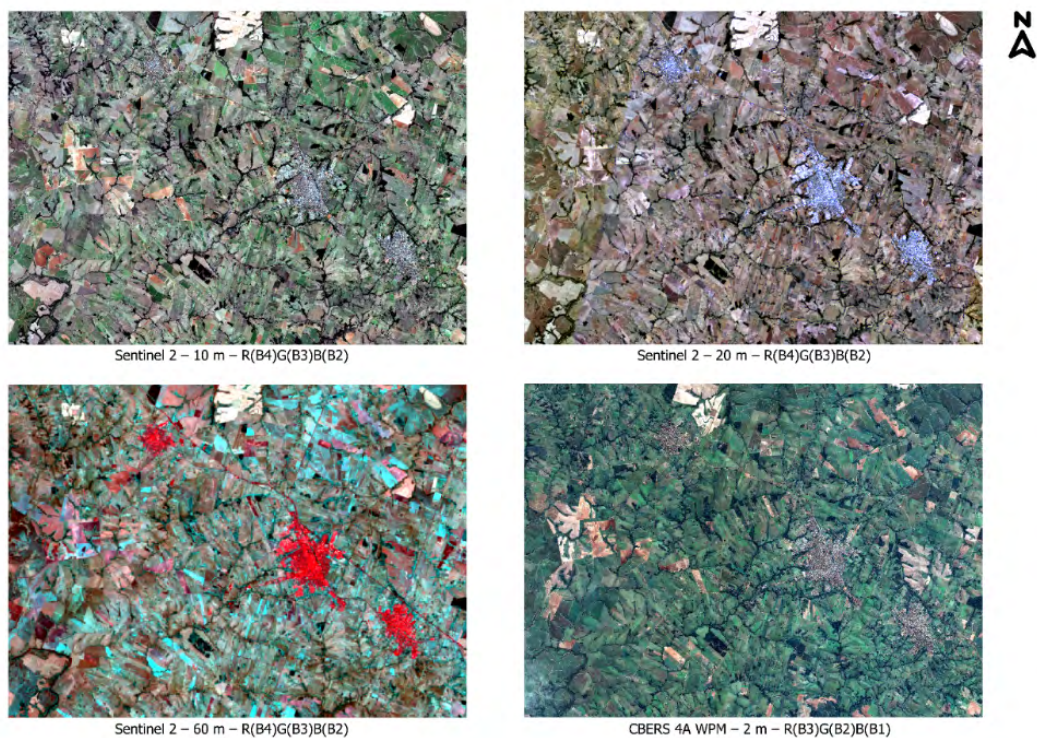 N
Sentinel 2 – 10 m – R(B4)G(B3)B(B2)
Sentinel 2 – 20 m – R(B4)G(B3)B(B2)
Sentinel 2 – 60 m – R(B4)G(B3)B(B2)
CBERS 4A WPM – 2 m – R(B3)G(B2)B(B1)